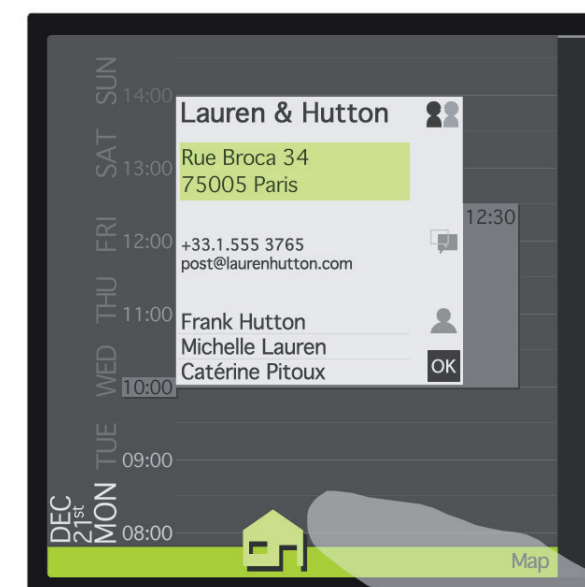 SUN
14:00
SAT
13:00
FRI
12:00
THU
11:00
WED
10:00
TUE
09:00
DEC
21st
MON
08:00
Lauren & Hutton
Rue Broca 34
75005 Paris
+33.1.555 3765
post@laurenhutton.com
Frank Hutton
Michelle Lauren
Catérine Pitoux
OK
12:30
Map